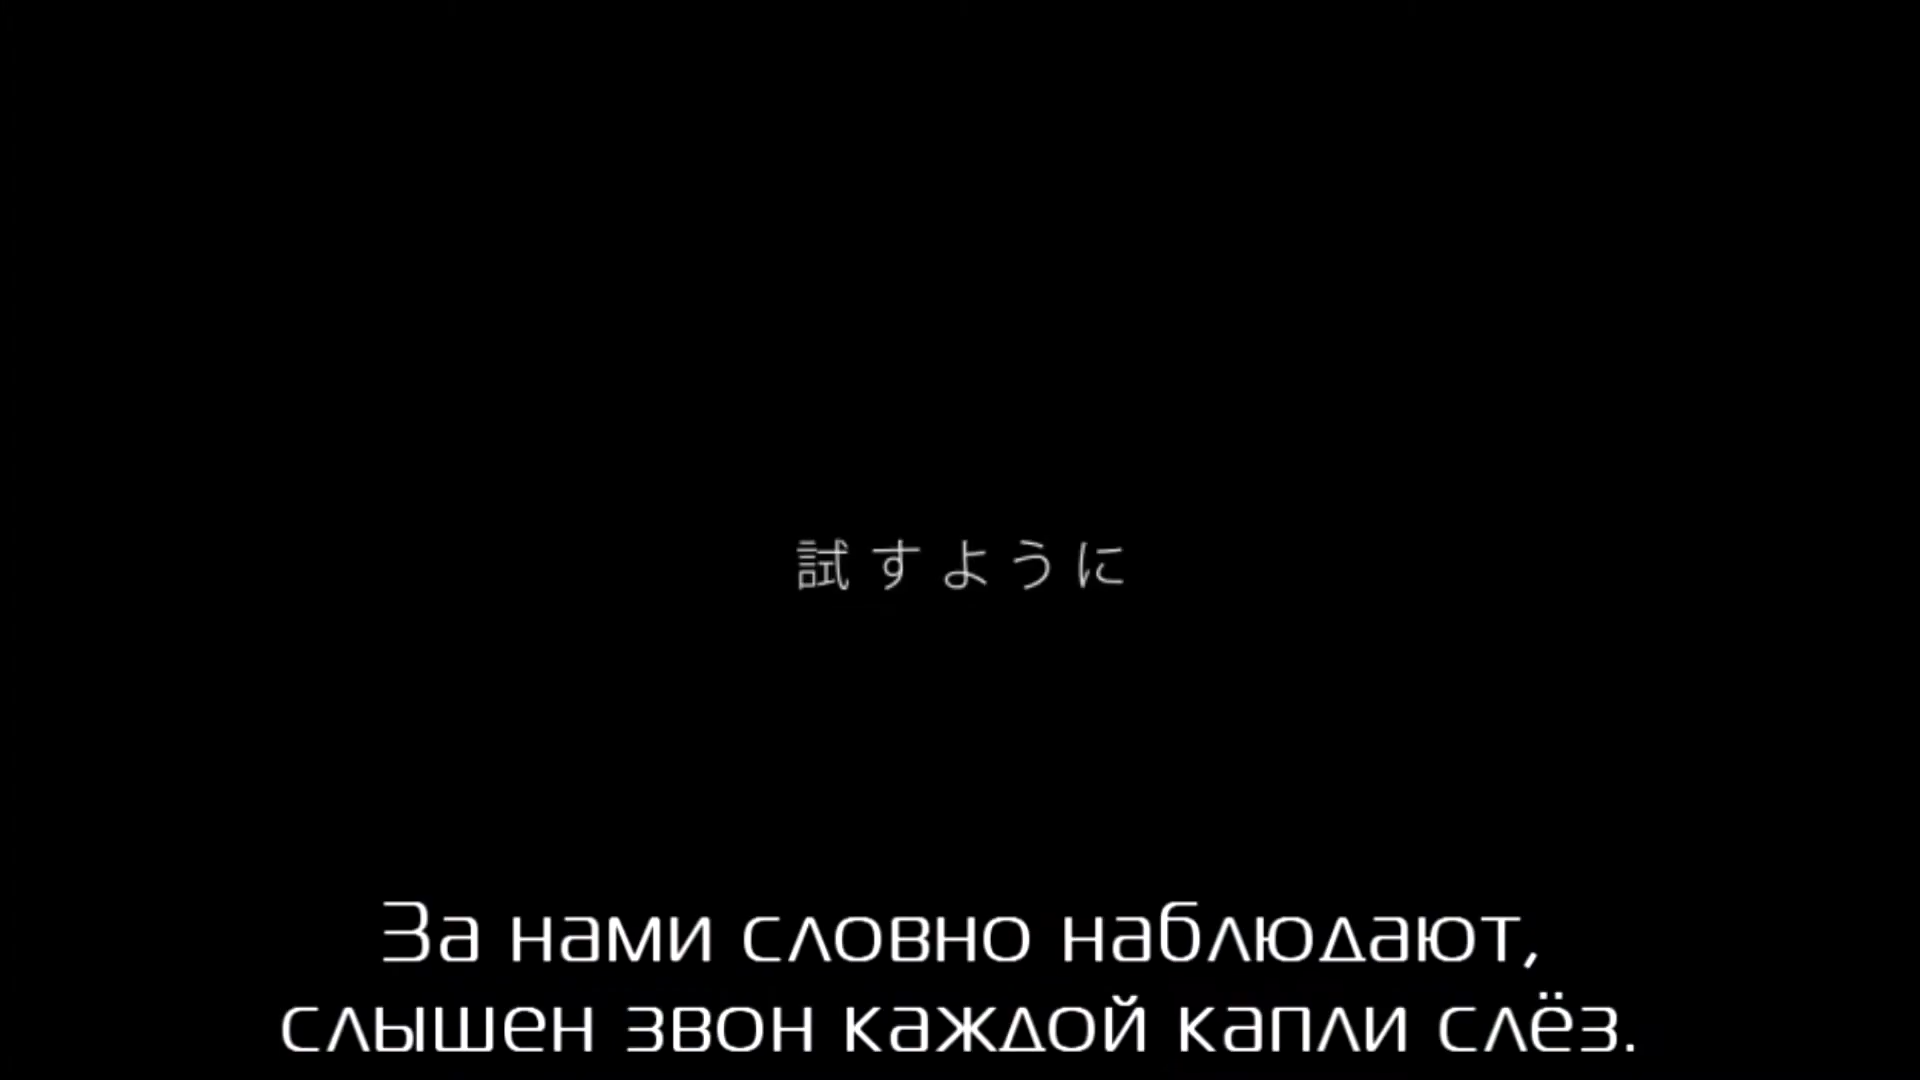 試すように
За нами словно наблюдают,
слышен звон каждой капли слёз.